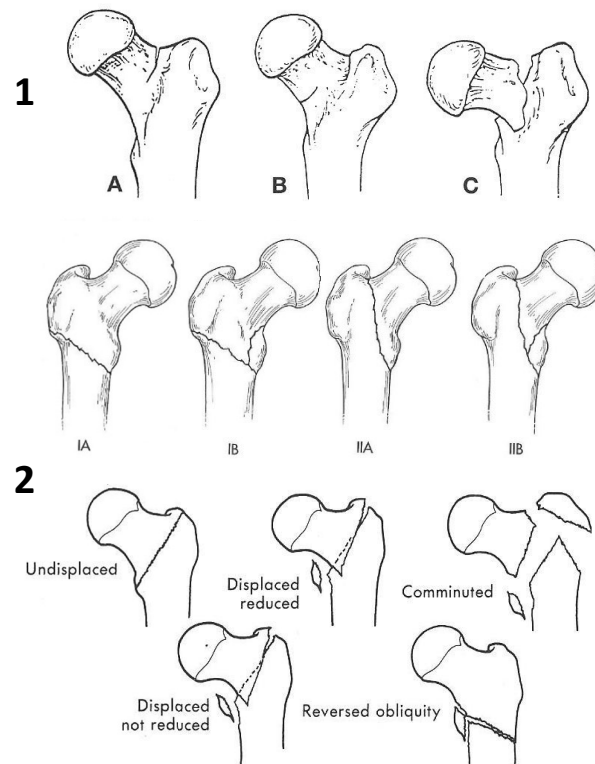 1
A
B
C
IA
IB
IIA
IIB
2
Undisplaced
Displaced
reduced
Comminuted
Displaced
not reduced
Reversed obliquity